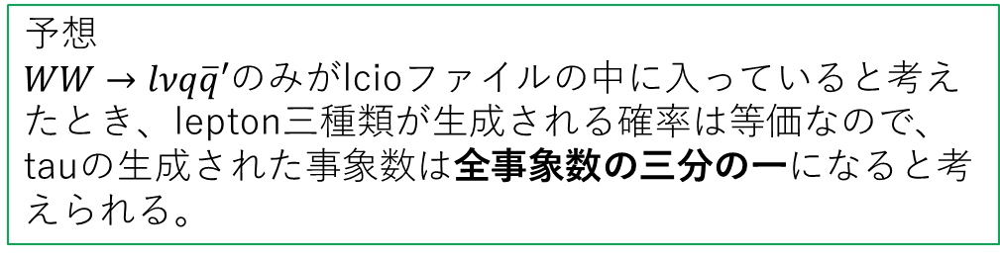 予想
𝑊𝑊 → 𝑙𝜈𝑞𝑞̅′のみがlcioファイルの中に入っていると考え
たとき、lepton三種類が生成される確率は等価なので、
tauの生成された事象数は全事象数の三分の一になると考
えられる。